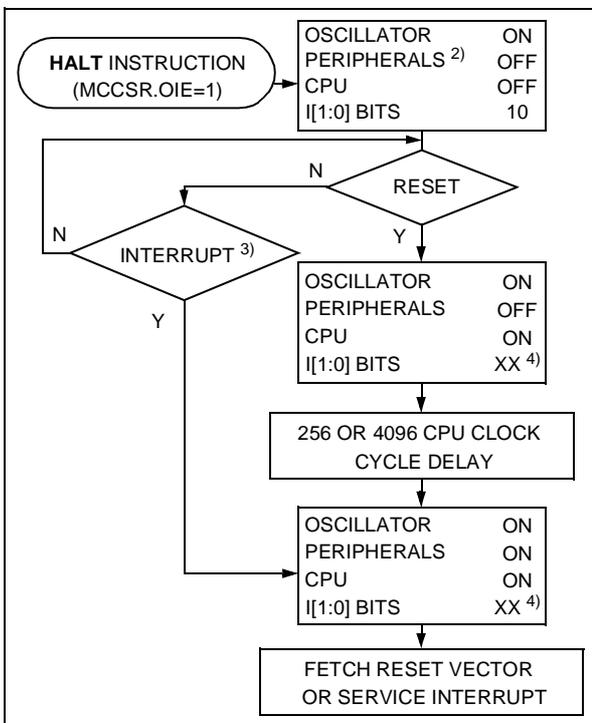 HALT INSTRUCTION
(MCCSR.OIE=1)
OSCILLATOR ON
PERIPHERALS 2) OFF
CPU OFF
I[1:0] BITS 10
RESET
N
Y
INTERRUPT 3)
N
Y
OSCILLATOR ON
PERIPHERALS OFF
CPU ON
I[1:0] BITS XX 4)
256 OR 4096 CPU CLOCK
CYCLE DELAY
OSCILLATOR ON
PERIPHERALS ON
CPU ON
I[1:0] BITS XX 4)
FETCH RESET VECTOR
OR SERVICE INTERRUPT